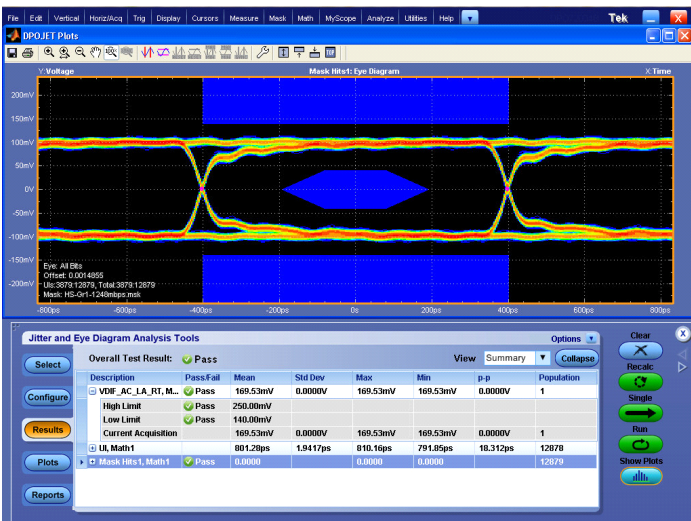 File Edit Vertical Horiz/Acq Trig Display Cursors Measure Mask Math MyScope Analyze Utilities Help Tek X
DPOJET Plots
Y:Voltage Mask Hits1: Eye Diagram X:Time
200mV
150mV
100mV
50mV
0V
-50mV
-100mV
-150mV
-200mV
Eye: All Bits
Offset: 0.0014855
UIs:3879:12879, Total:3879:12879
Mask: HS-Gr1-1248mbps.msk
-800ps -600ps -400ps -200ps 0s 200ps 400ps 600ps 800ps
Jitter and Eye Diagram Analysis Tools Options Clear X
Select Overall Test Result: Pass View Summary Collapse
Recalc
Description Pass/Fail Mean Std Dev Max Min p-p Population
VDIF_AC_LA_RT, M... Pass 169.53mV 0.0000V 169.53mV 169.53mV 0.0000V 1
Configure Single
High Limit Pass 250.00mV
Low Limit Pass 140.00mV
Results Current Acquisition 169.53mV 0.0000V 169.53mV 169.53mV 0.0000V 1
Run
UI, Math1 801.28ps 1.9417ps 810.16ps 791.85ps 18.312ps 12878
Plots Mask Hits1, Math1 Pass 0.0000 0.0000 0.0000 12879
Show Plots
Reports